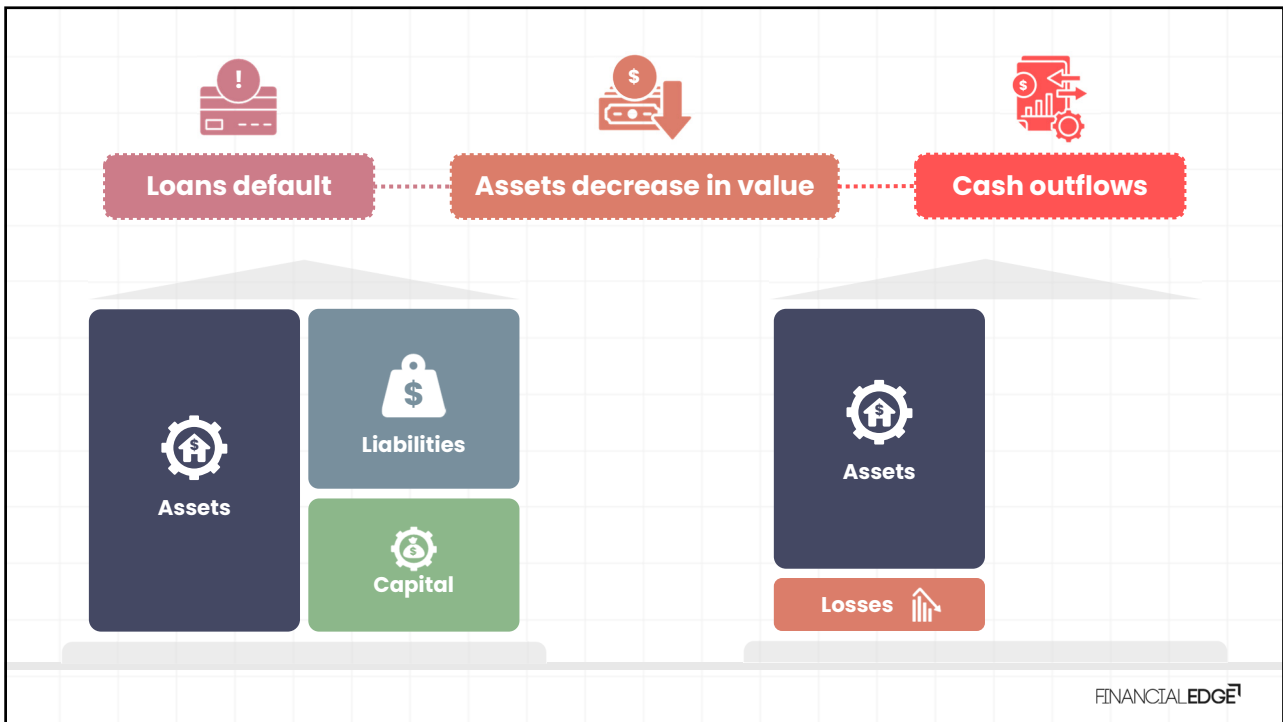 !
$
$
Loans default
Assets decrease in value
Cash outflows
$
Liabilities
$
Assets
$
Capital
$
Assets
Losses
FINANCIALEDGE